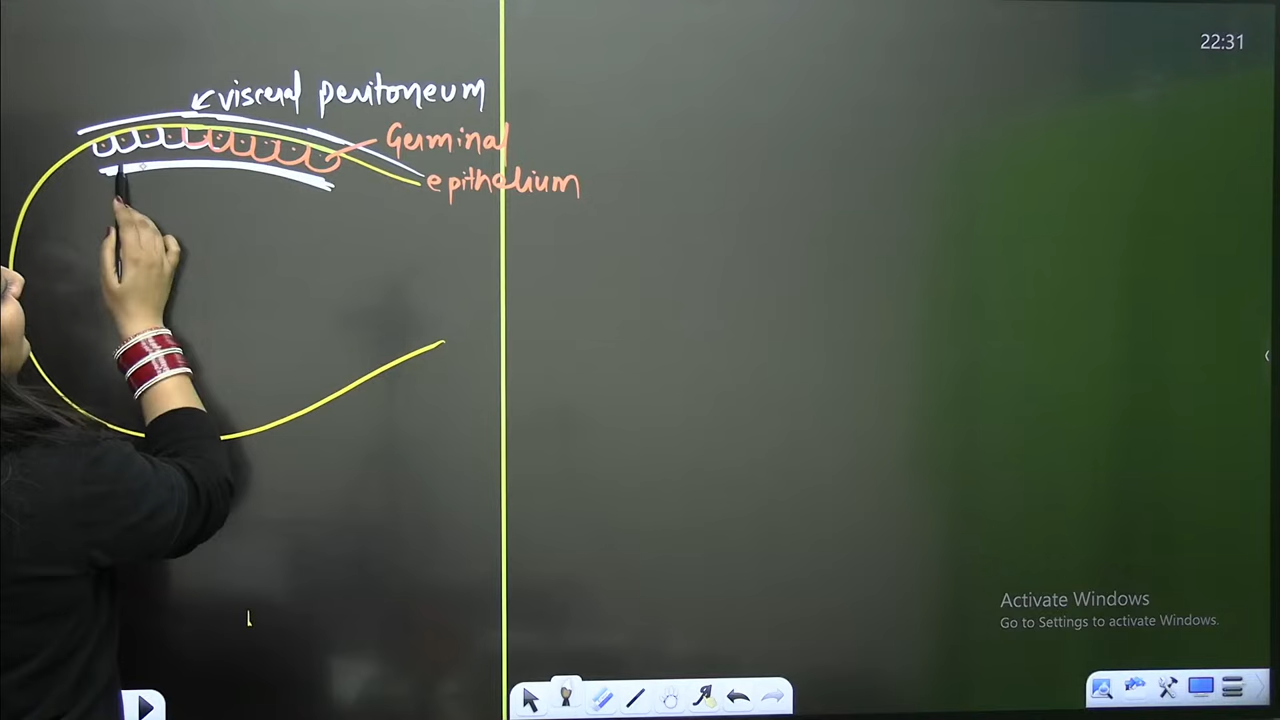 22:31
visceral peritoneum
Germinal
epithelium
Activate Windows
Go to Settings to activate Windows.